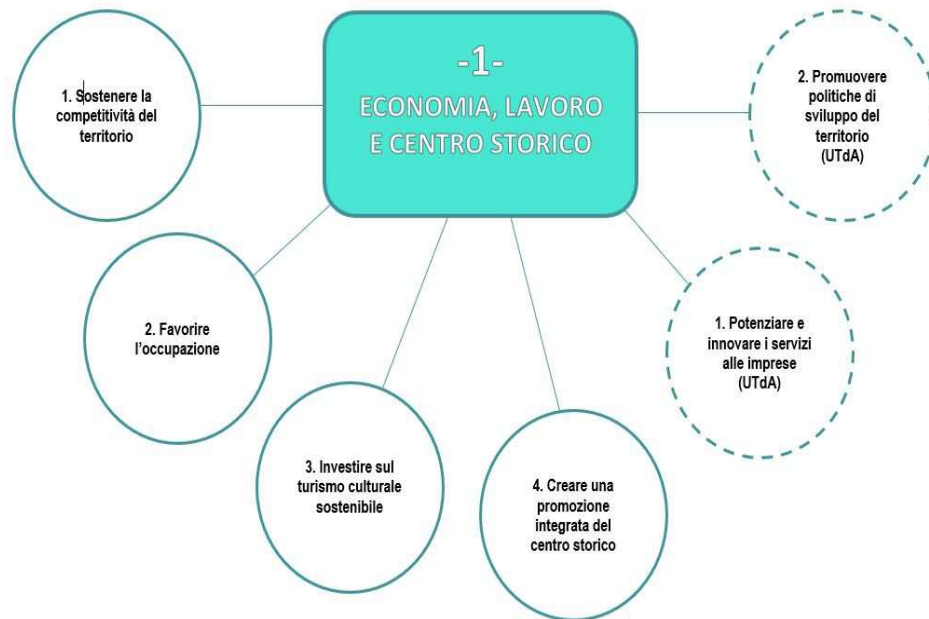 -1-
ECONOMIA, LAVORO
E CENTRO STORICO
1. Sostenere la
competitività del
territorio
2. Favorire
l'occupazione
3. Investire sul
turismo culturale
sostenibile
4. Creare una
promozione
integrata del
centro storico
1. Potenziare e
innovare i servizi
alle imprese
(UTdA)
2. Promuovere
politiche di
sviluppo del
territorio
(UTdA)